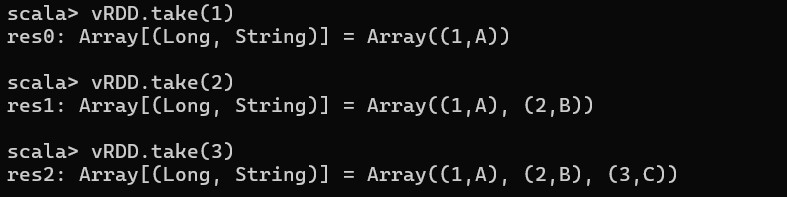 scala> vRDD.take(1)
res0: Array[(Long, String)] = Array((1,A))
scala> vRDD.take(2)
res1: Array[(Long, String)] = Array((1,A), (2,B))
scala> vRDD.take(3)
res2: Array[(Long, String)] = Array((1,A), (2,B), (3,C))